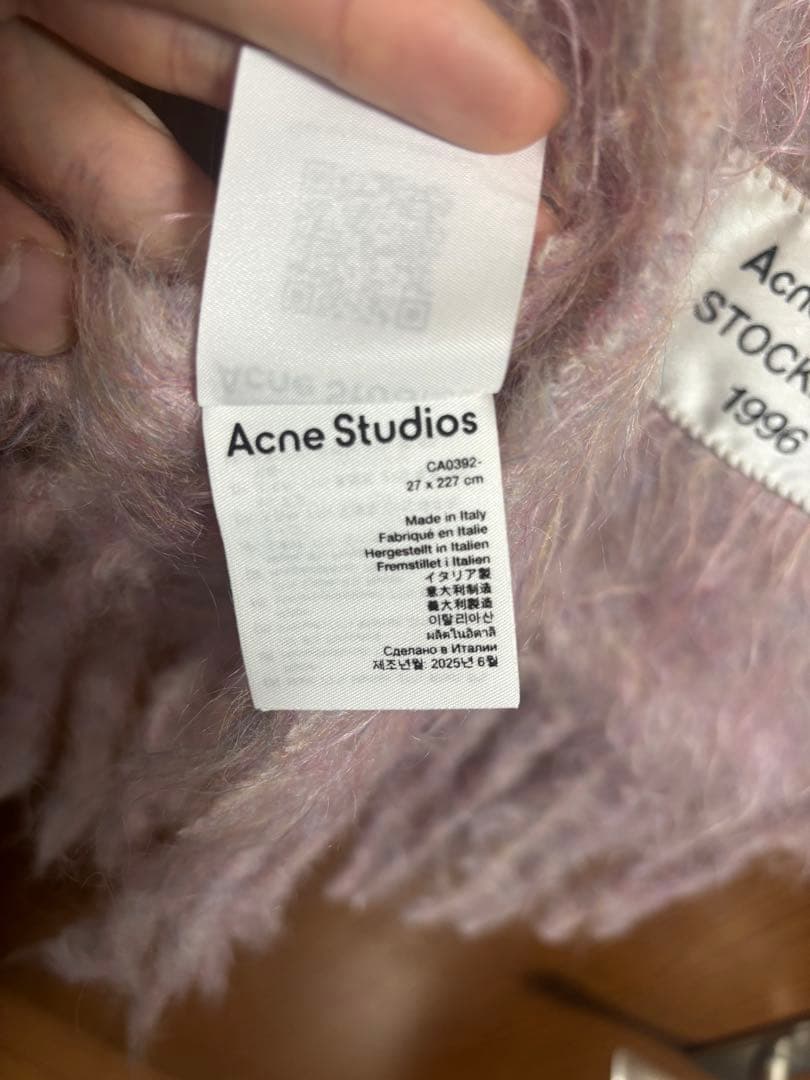 Acne Studios
CA0392-
27 x 227 cm
Made in Italy
Fabriqué en Italie
Hergestellt i Italien
Fremstillet i Italien
イタリア製
意大利制造
義大利製造
이탈리아산
ผลิตในอิตาลี
Сделано в Италии
제조년월: 2025년 6월
Acn
STOCK
1996